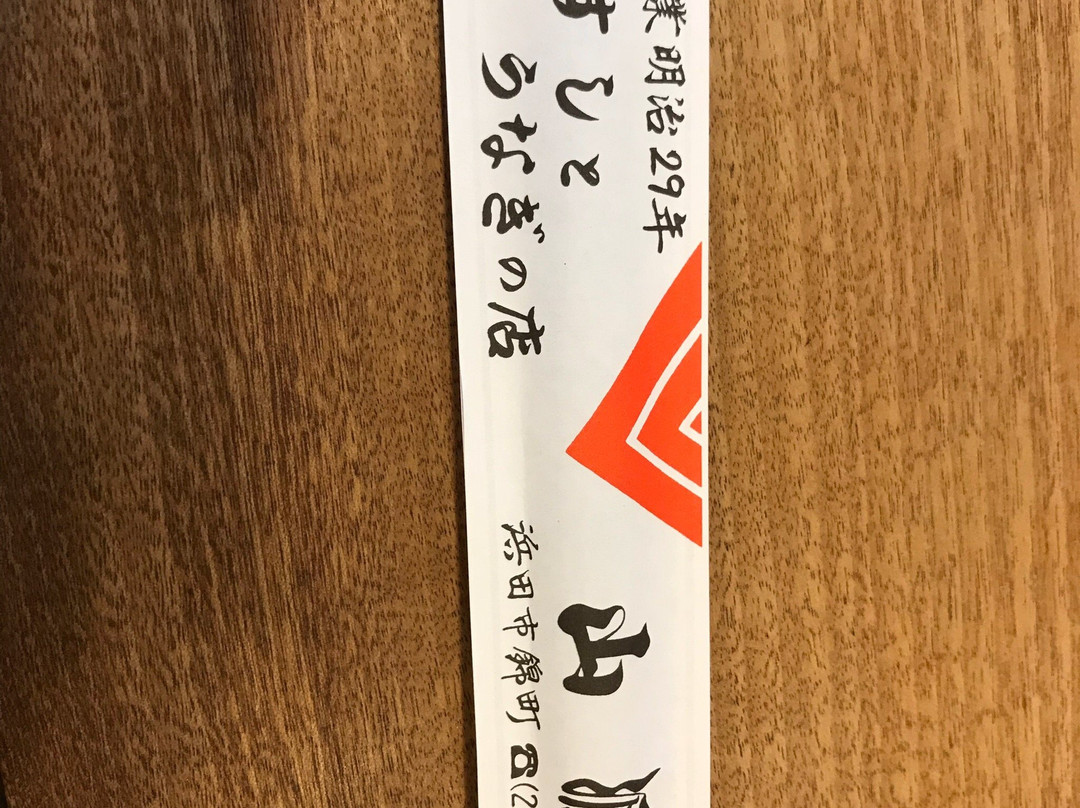 業明治29年
すしと
うなぎの店
山
浜田市錦町☎(2